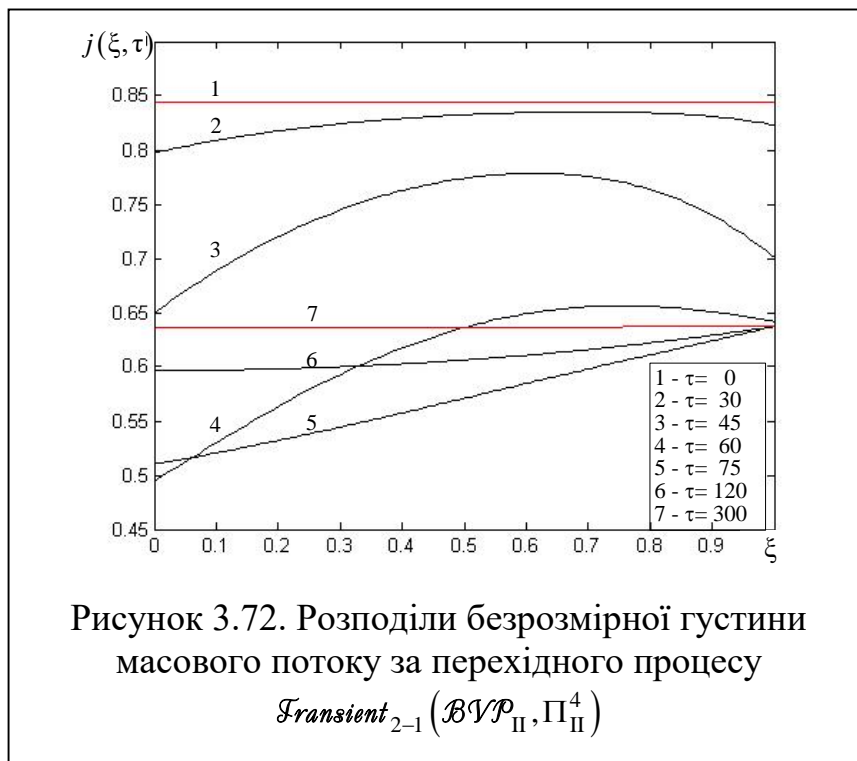 j(ξ,τ)
0.85
0.8
0.75
0.7
0.65
0.6
0.55
0.5
0.45
1
2
3
7
6
4
5
1 - τ= 0
2 - τ= 30
3 - τ= 45
4 - τ= 60
5 - τ= 75
6 - τ= 120
7 - τ= 300
0 0.1 0.2 0.3 0.4 0.5 0.6 0.7 0.8 0.9 ξ
Рисунок 3.72. Розподіли безрозмірної густини
масового потоку за перехідного процесу
𝒯ransient₂₋₁(ℬ𝒱𝒫_II, Π_II^4)